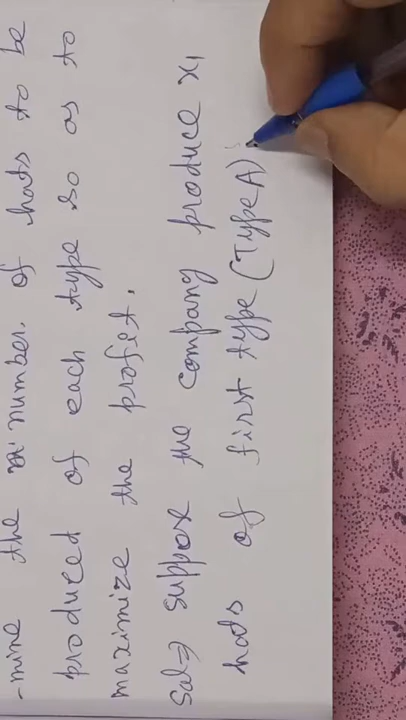 -mine the number. of hats to be
produced of each type so as to
maximize the profit.
Sol⇒ suppose the company produce x₁
hats of first type (Type A)